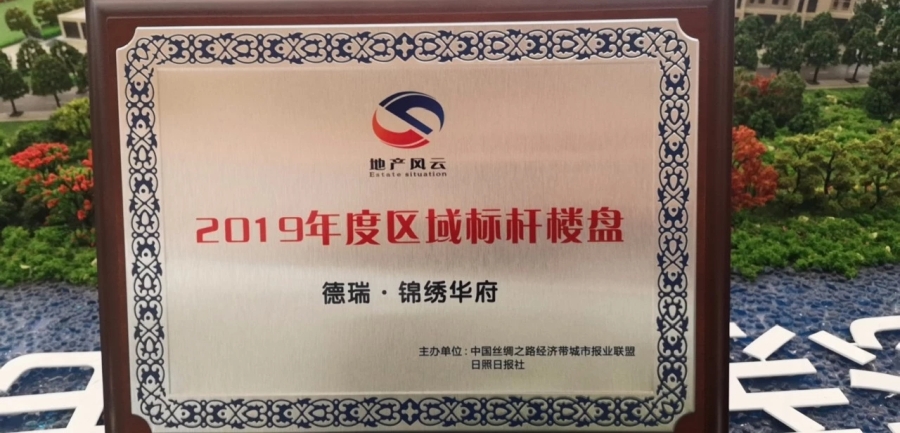 地产风云
Estate situation
2019年度区域标杆楼盘
德瑞·锦绣华府
主办单位：中国丝绸之路经济带城市报业联盟
日照日报社